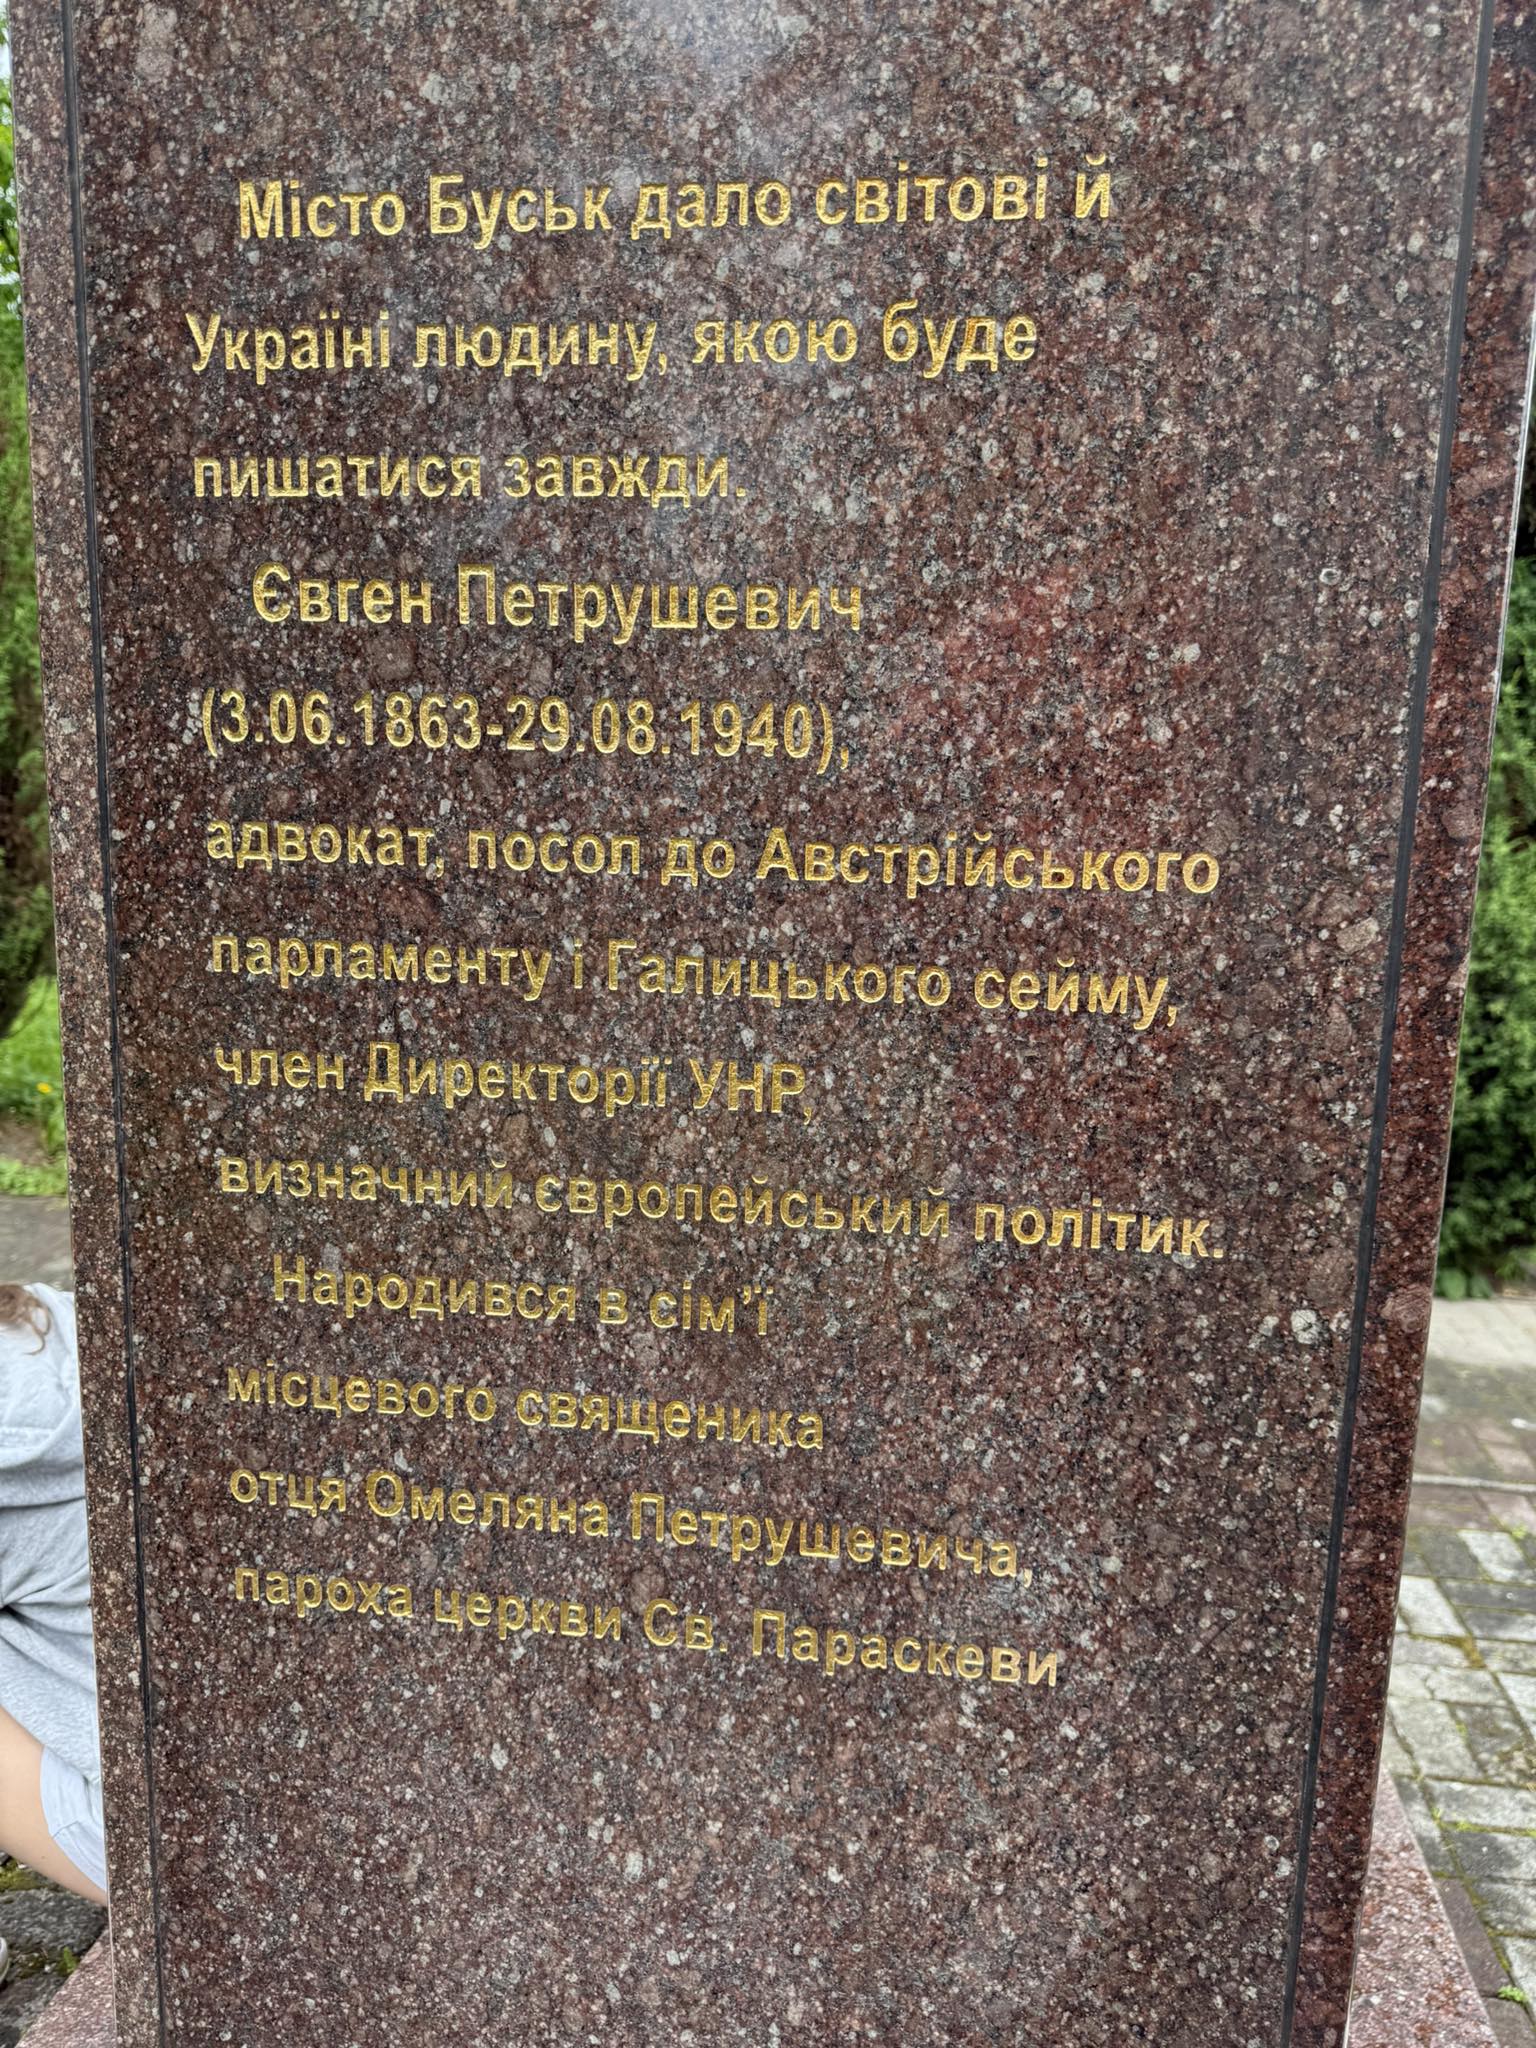 Місто Буськ дало світові й
Україні людину, якою буде
пишатися завжди.
Євген Петрушевич
(3.06.1863-29.08.1940),
адвокат, посол до Австрійського
парламенту і Галицького сейму,
член Директорії УНР,
визначний європейський політик.
Народився в сім’ї
місцевого священика
отця Омеляна Петрушевича,
пароха церкви Св. Параскеви